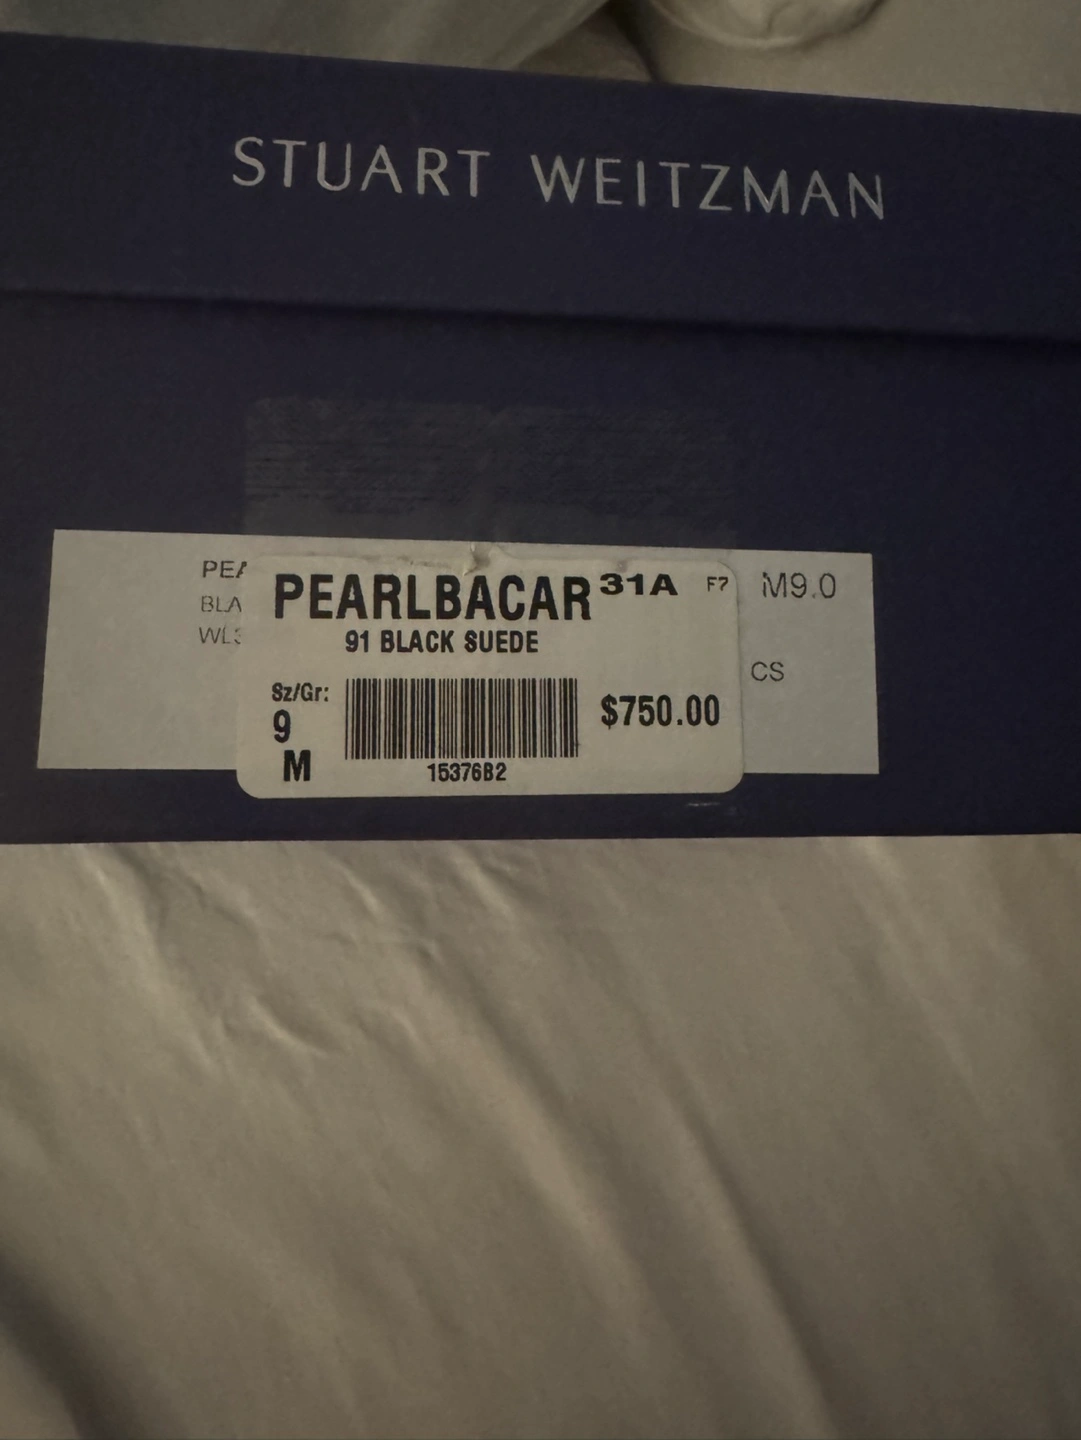 STUART WEITZMAN
PEARLBACAR 31A F7 M9.0
91 BLACK SUEDE
CS
Sz/Gr:
9 $750.00
M
1537682